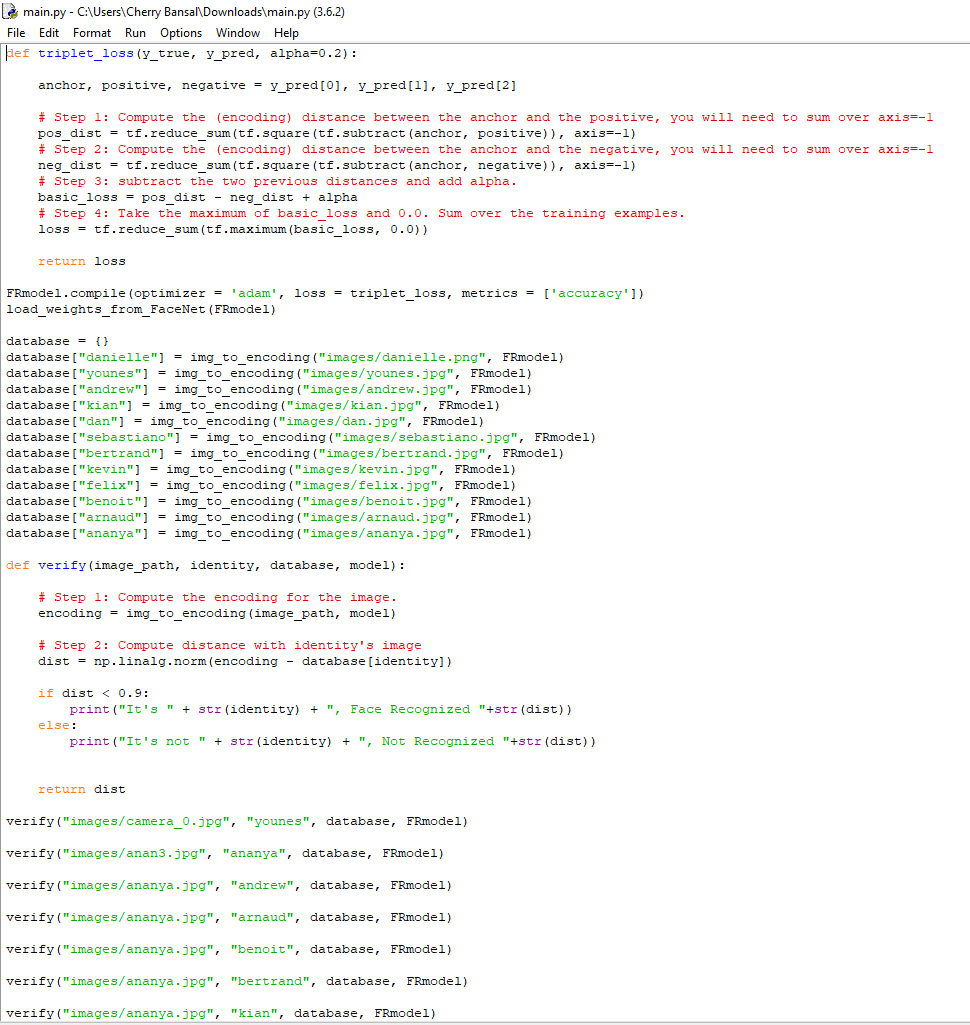 main.py - C:\Users\Cherry Bansal\Downloads\main.py (3.6.2)
File Edit Format Run Options Window Help
def triplet_loss(y_true, y_pred, alpha=0.2):
    anchor, positive, negative = y_pred[0], y_pred[1], y_pred[2]
    # Step 1: Compute the (encoding) distance between the anchor and the positive, you will need to sum over axis=-1
    pos_dist = tf.reduce_sum(tf.square(tf.subtract(anchor, positive)), axis=-1)
    # Step 2: Compute the (encoding) distance between the anchor and the negative, you will need to sum over axis=-1
    neg_dist = tf.reduce_sum(tf.square(tf.subtract(anchor, negative)), axis=-1)
    # Step 3: subtract the two previous distances and add alpha.
    basic_loss = pos_dist - neg_dist + alpha
    # Step 4: Take the maximum of basic_loss and 0.0. Sum over the training examples.
    loss = tf.reduce_sum(tf.maximum(basic_loss, 0.0))
    return loss
FRmodel.compile(optimizer = 'adam', loss = triplet_loss, metrics = ['accuracy'])
load_weights_from_FaceNet(FRmodel)
database = {}
database["danielle"] = img_to_encoding("images/danielle.png", FRmodel)
database["younes"] = img_to_encoding("images/younes.jpg", FRmodel)
database["andrew"] = img_to_encoding("images/andrew.jpg", FRmodel)
database["kian"] = img_to_encoding("images/kian.jpg", FRmodel)
database["dan"] = img_to_encoding("images/dan.jpg", FRmodel)
database["sebastiano"] = img_to_encoding("images/sebastiano.jpg", FRmodel)
database["bertrand"] = img_to_encoding("images/bertrand.jpg", FRmodel)
database["kevin"] = img_to_encoding("images/kevin.jpg", FRmodel)
database["felix"] = img_to_encoding("images/felix.jpg", FRmodel)
database["benoit"] = img_to_encoding("images/benoit.jpg", FRmodel)
database["arnaud"] = img_to_encoding("images/arnaud.jpg", FRmodel)
database["ananya"] = img_to_encoding("images/ananya.jpg", FRmodel)
def verify(image_path, identity, database, model):
    # Step 1: Compute the encoding for the image.
    encoding = img_to_encoding(image_path, model)
    # Step 2: Compute distance with identity's image
    dist = np.linalg.norm(encoding - database[identity])
    if dist < 0.9:
        print("It's " + str(identity) + ", Face Recognized "+str(dist))
    else:
        print("It's not " + str(identity) + ", Not Recognized "+str(dist))
    return dist
verify("images/camera_0.jpg", "younes", database, FRmodel)
verify("images/anan3.jpg", "ananya", database, FRmodel)
verify("images/ananya.jpg", "andrew", database, FRmodel)
verify("images/ananya.jpg", "arnaud", database, FRmodel)
verify("images/ananya.jpg", "benoit", database, FRmodel)
verify("images/ananya.jpg", "bertrand", database, FRmodel)
verify("images/ananya.jpg", "kian", database, FRmodel)